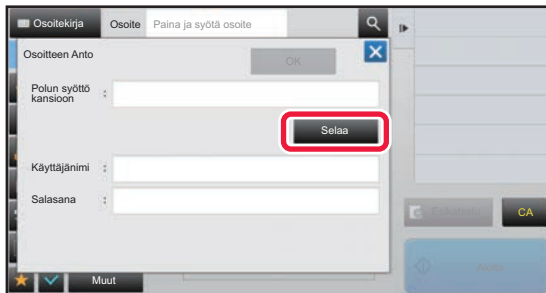 Osoitekirja Osoite Paina ja syötä osoite
Osoitteen Anto OK
Polun syöttö kansioon :
Selaa
Käyttäjänimi :
Salasana :
CA
Muut